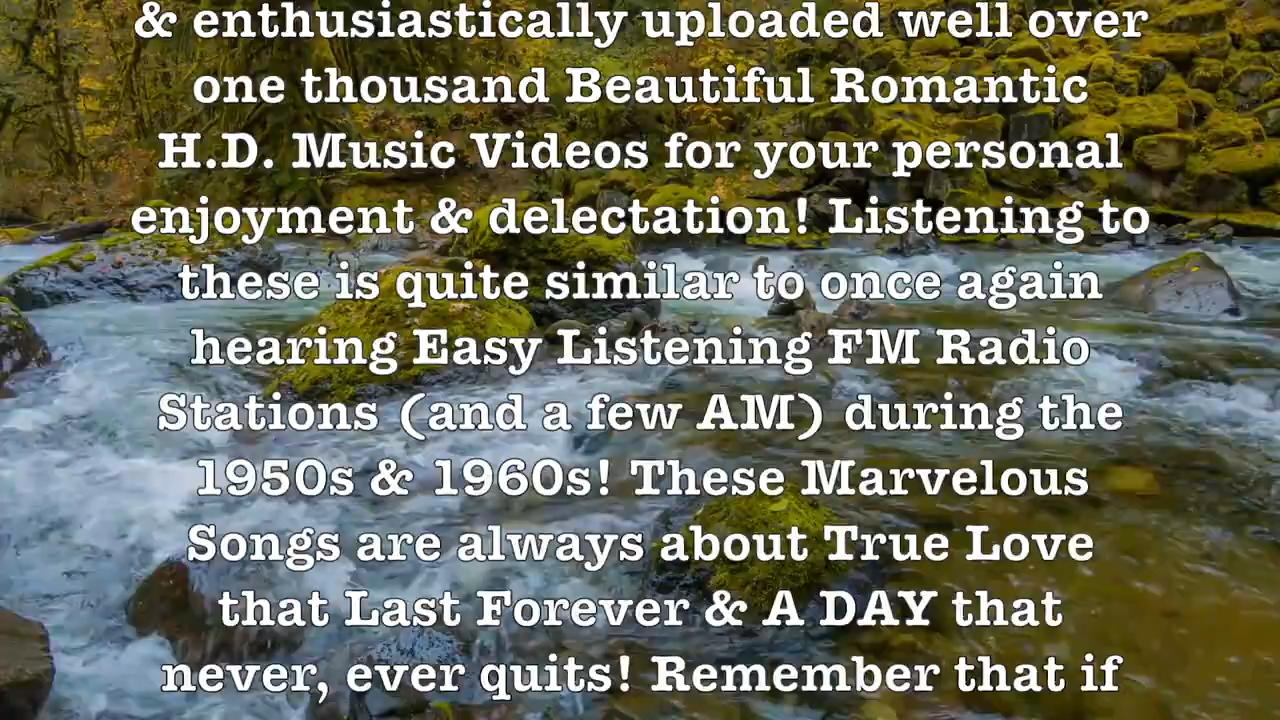 & enthusiastically uploaded well over
one thousand Beautiful Romantic
H.D. Music Videos for your personal
enjoyment & delectation! Listening to
these is quite similar to once again
hearing Easy Listening FM Radio
Stations (and a few AM) during the
1950s & 1960s! These Marvelous
Songs are always about True Love
that Last Forever & A DAY that
never, ever quits! Remember that if